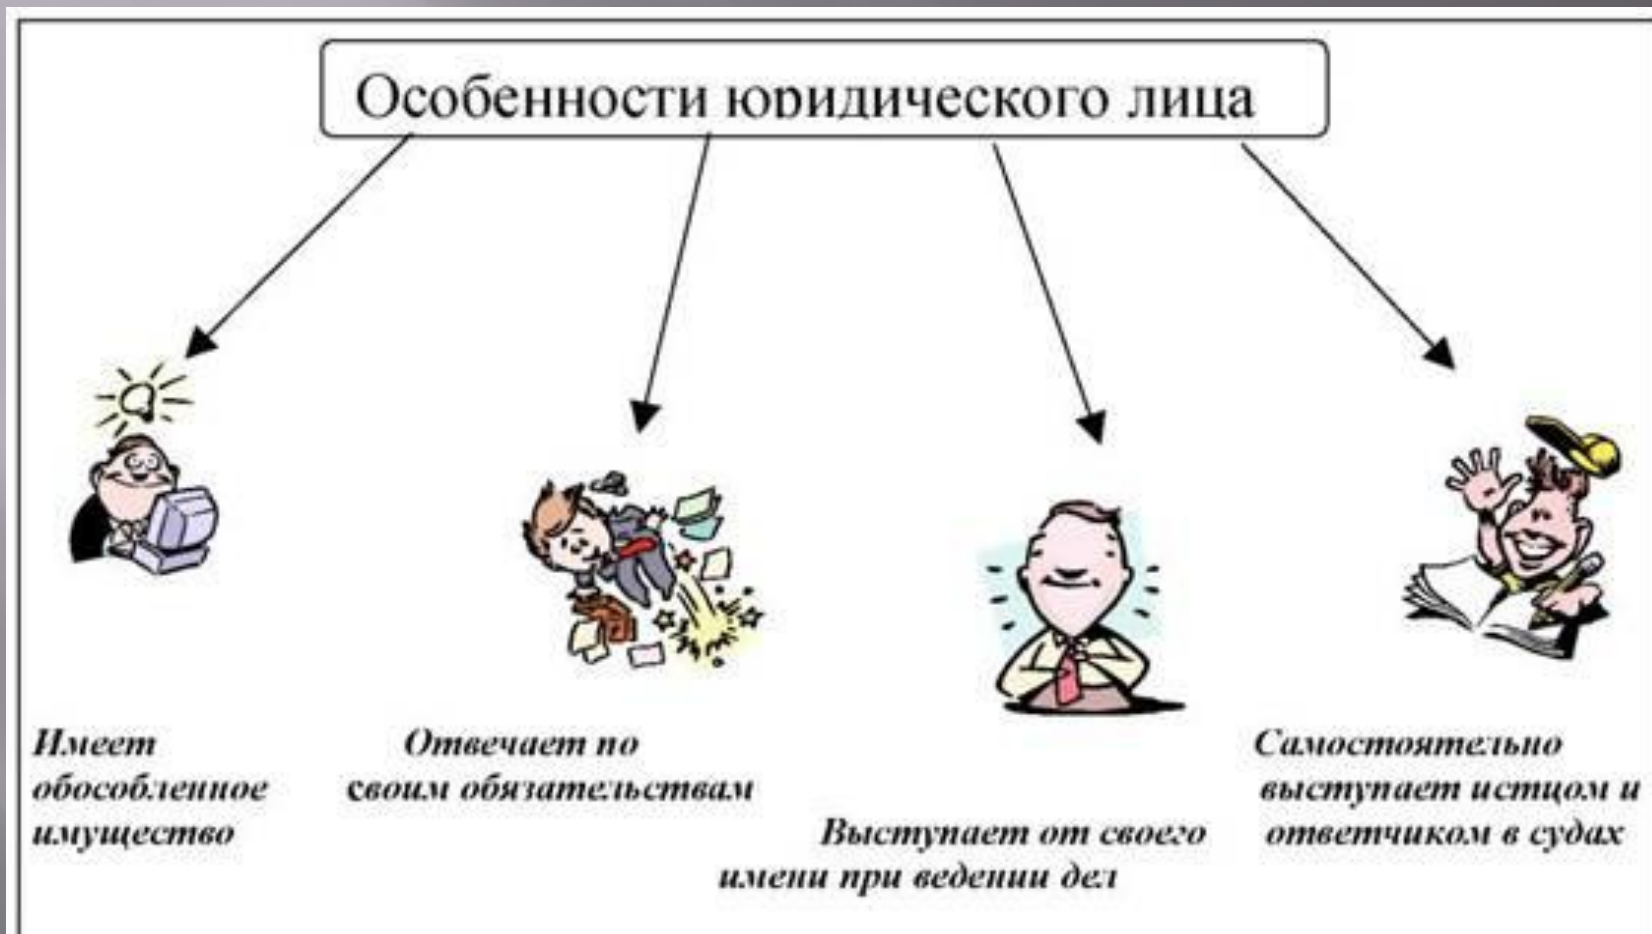 Особенности юридического лица
Имеет
обособленное
имущество
Отвечает по
своим обязательствам
Выступает от своего
имени при ведении дел
Самостоятельно
выступает истцом и
ответчиком в судах